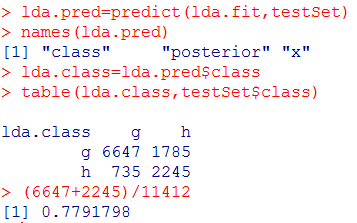 > lda.pred=predict(lda.fit,testSet)
> names(lda.pred)
[1] "class"     "posterior" "x"
> lda.class=lda.pred$class
> table(lda.class,testSet$class)
lda.class    g    h
        g 6647 1785
        h  735 2245
> (6647+2245)/11412
[1] 0.7791798